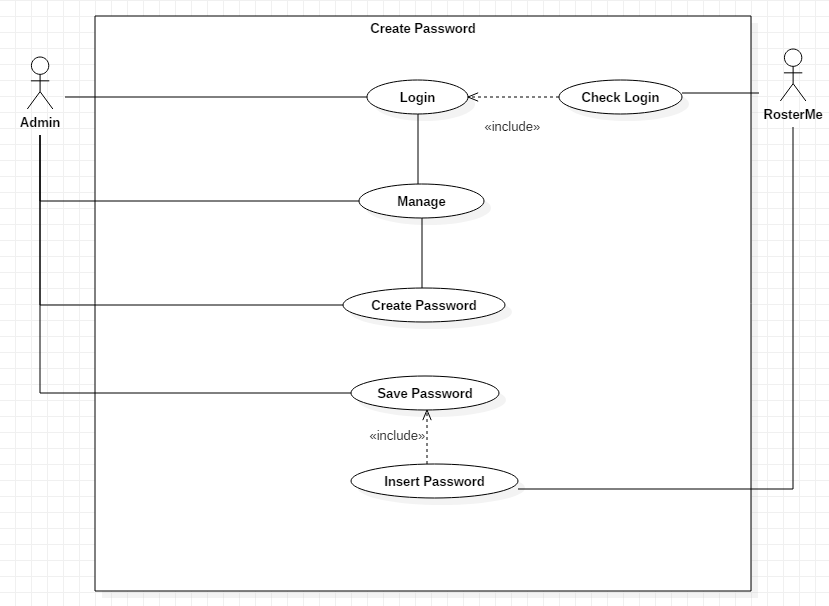 Create Password
Login
Check Login
«include»
Admin
RosterMe
Manage
Create Password
Save Password
«include»
Insert Password